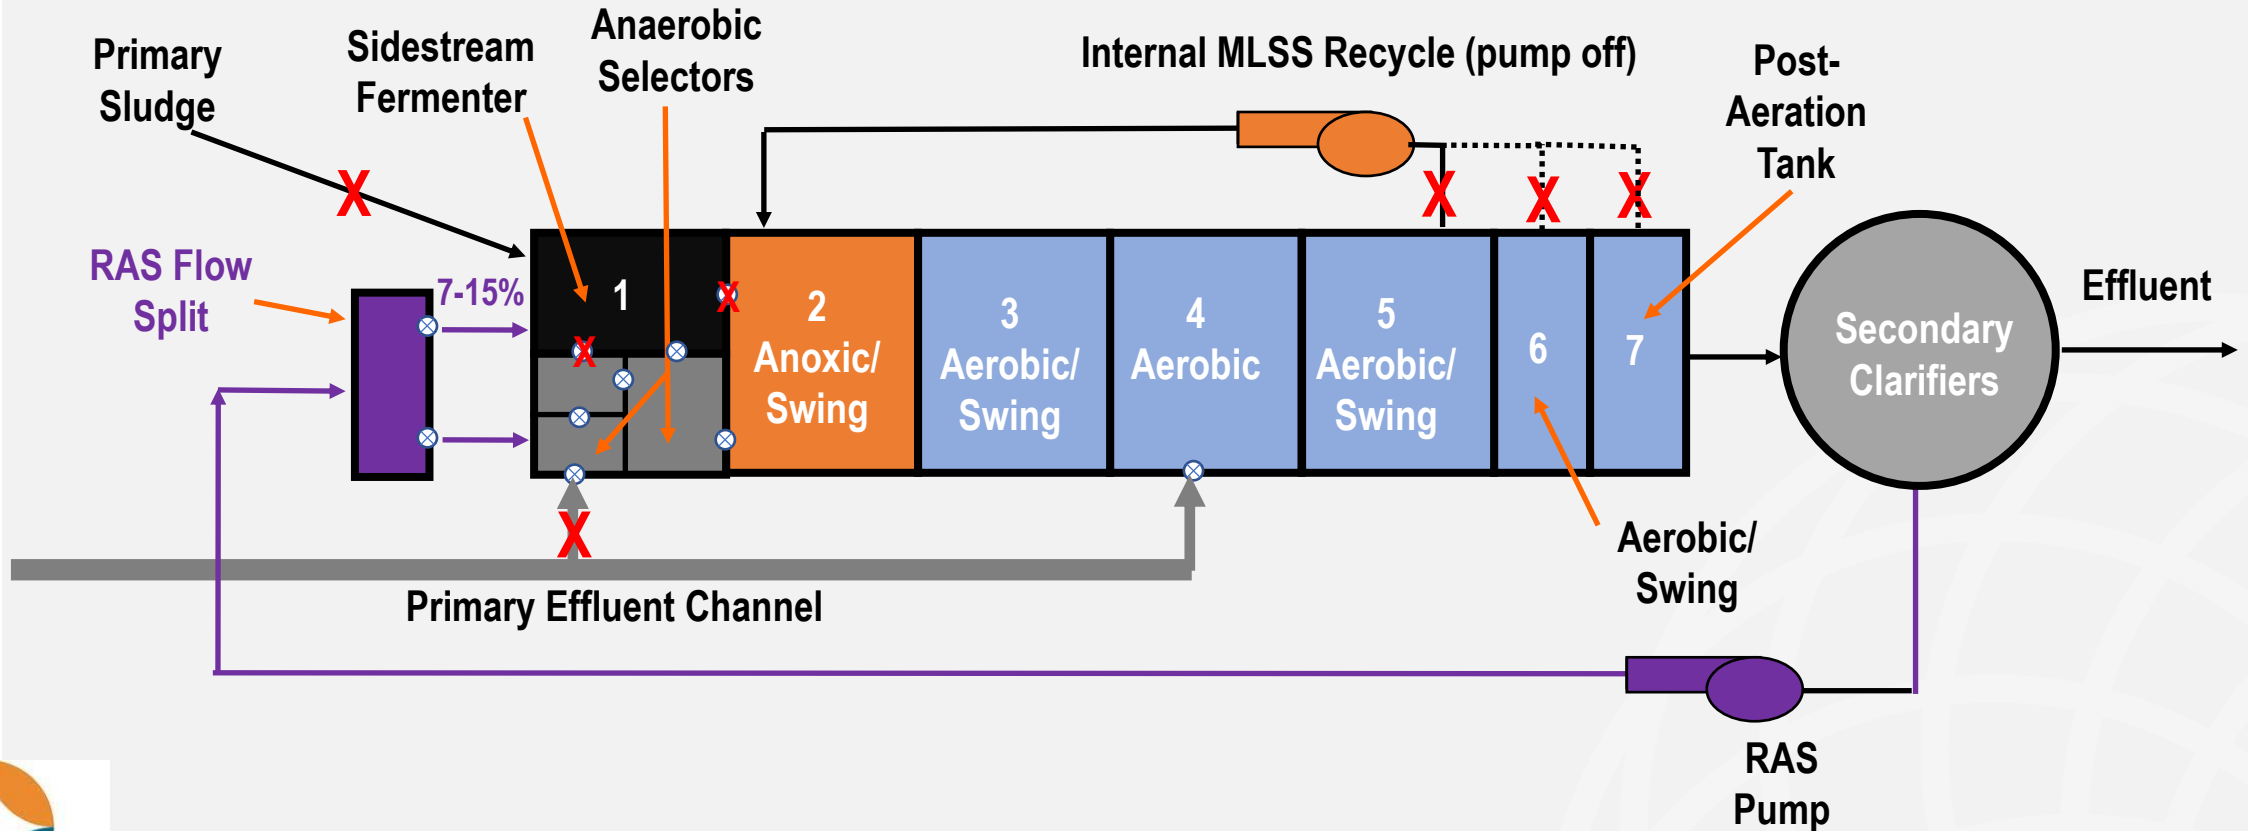 Primary
Sludge
Sidestream
Fermenter
Anaerobic
Selectors
Internal MLSS Recycle (pump off)
Post-
Aeration
Tank
X
X
X
X
RAS Flow
Split
7-15%
1
X
X
2
Anoxic/
Swing
3
Aerobic/
Swing
4
Aerobic
5
Aerobic/
Swing
6
7
Secondary
Clarifiers
Effluent
X
Aerobic/
Swing
Primary Effluent Channel
RAS
Pump